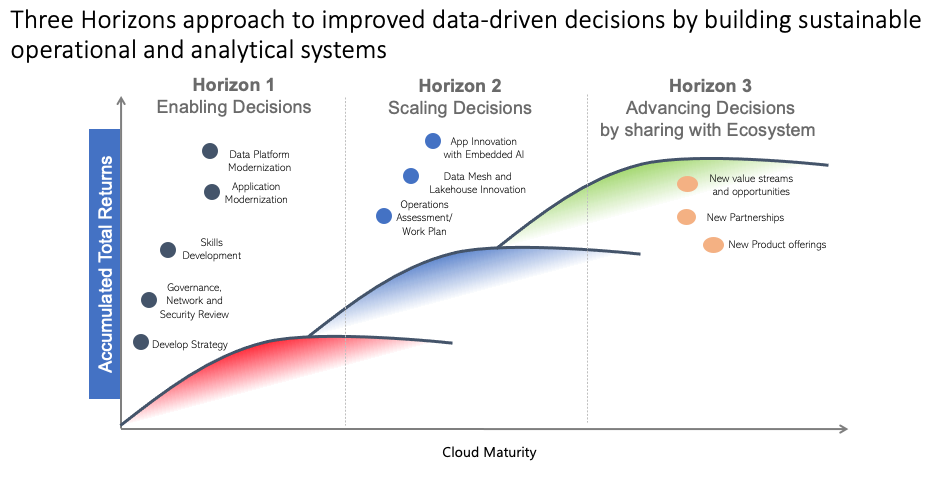 Three Horizons approach to improved data-driven decisions by building sustainable
operational and analytical systems
Horizon 1
Enabling Decisions
Horizon 2
Scaling Decisions
Horizon 3
Advancing Decisions
by sharing with Ecosystem
Accumulated Total Returns
Data Platform
Modernization
Application
Modernization
Skills
Development
Governance,
Network and
Security Review
Develop Strategy
App Innovation
with Embedded AI
Data Mesh and
Lakehouse Innovation
Operations
Assessment/
Work Plan
New value streams
and opportunities
New Partnerships
New Product offerings
Cloud Maturity